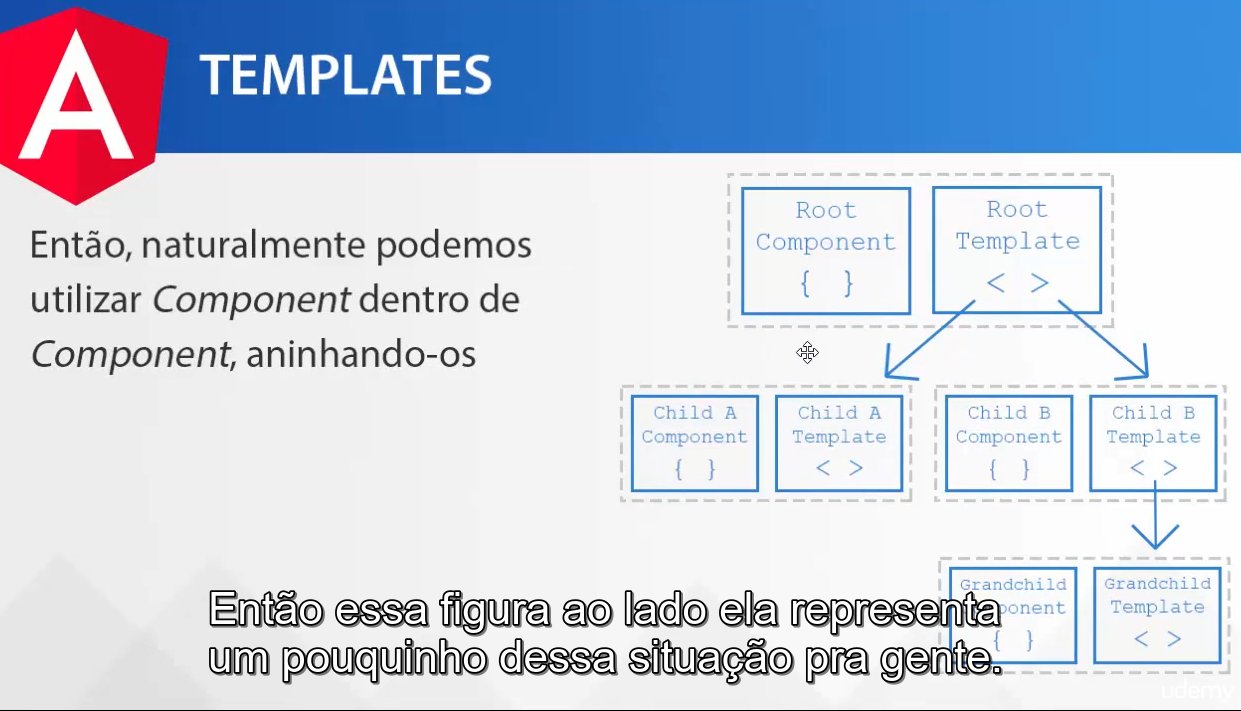 A
TEMPLATES
Então, naturalmente podemos
utilizar Component dentro de
Component, aninhando-os
Root
Component
{ }
Root
Template
< >
Child A
Component
{ }
Child A
Template
< >
Child B
Component
{ }
Child B
Template
< >
Grandchild
{ }
Grandchild
Template
< >
Então essa figura ao lado ela representa
um pouquinho dessa situação pra gente.
udemy